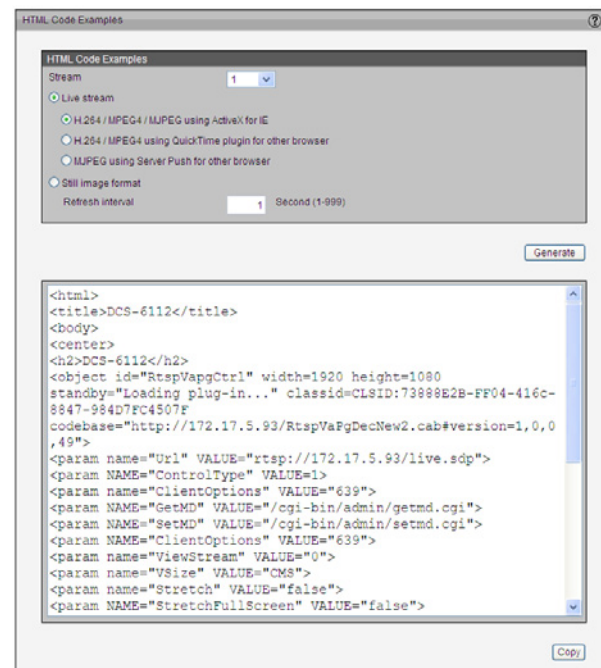 HTML Code Examples
HTML Code Examples
Stream 1
Live stream
H.264 / MPEG4 / MJPEG using ActiveX for IE
H.264 / MPEG4 using QuickTime plugin for other browser
MJPEG using Server Push for other browser
Still image format
Refresh interval 1 Second (1-999)
Generate
<html>
<title>DCS-6112</title>
<body>
<center>
<h2>DCS-6112</h2>
<object id="RtspVapgCtrl" width=1920 height=1080
standby="Loading plug-in..." classid=CLSID:73888E2B-FF04-416c-
8847-984D7FC4507F
codebase="http://172.17.5.93/RtspVaPgDecNew2.cab#version=1,0,0
,49">
<param name="Url" VALUE="rtsp://172.17.5.93/live.sdp">
<param NAME="ControlType" VALUE=1>
<param name="ClientOptions" VALUE="639">
<param NAME="GetMD" VALUE="/cgi-bin/admin/getmd.cgi">
<param NAME="SetMD" VALUE="/cgi-bin/admin/setmd.cgi">
<param NAME="ClientOptions" VALUE="639">
<param name="ViewStream" VALUE="0">
<param name="VSize" VALUE="CMS">
<param name="Stretch" VALUE="false">
<param NAME="StretchFullScreen" VALUE="false">
Copy